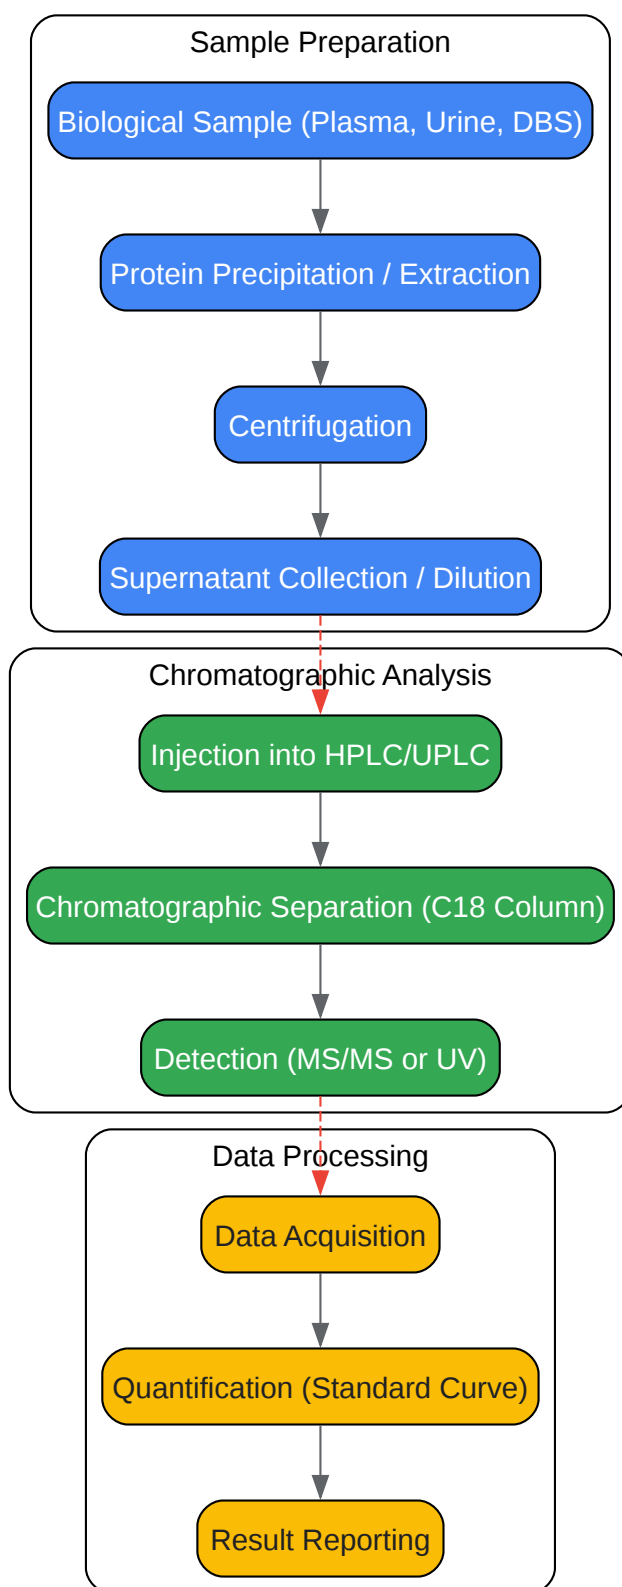 Sample Preparation
Biological Sample (Plasma, Urine, DBS)
Protein Precipitation / Extraction
Centrifugation
Supernatant Collection / Dilution
Chromatographic Analysis
Injection into HPLC/UPLC
Chromatographic Separation (C18 Column)
Detection (MS/MS or UV)
Data Processing
Data Acquisition
Quantification (Standard Curve)
Result Reporting